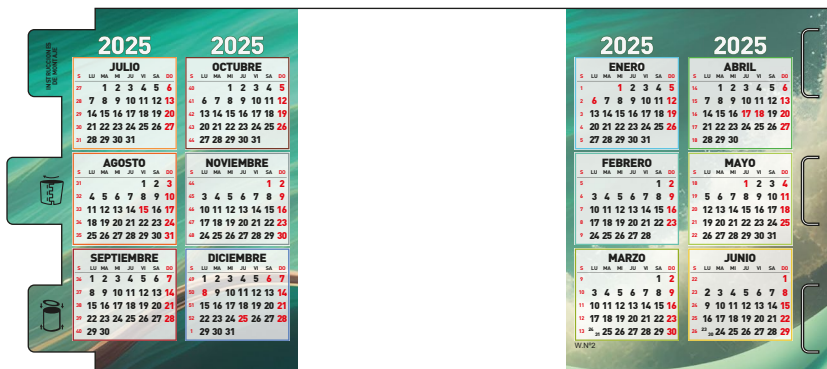 INSTRUCCIONES
DE MONTAJE
2025
JULIO
S LU MA MI JU VI SA DO
27 1 2 3 4 5 6
28 7 8 9 10 11 12 13
29 14 15 16 17 18 19 20
30 21 22 23 24 25 26 27
31 28 29 30 31
AGOSTO
S LU MA MI JU VI SA DO
31 1 2 3
32 4 5 6 7 8 9 10
33 11 12 13 14 15 16 17
34 18 19 20 21 22 23 24
35 25 26 27 28 29 30 31
SEPTIEMBRE
S LU MA MI JU VI SA DO
36 1 2 3 4 5 6 7
37 8 9 10 11 12 13 14
38 15 16 17 18 19 20 21
39 22 23 24 25 26 27 28
40 29 30
2025
OCTUBRE
S LU MA MI JU VI SA DO
40 1 2 3 4 5
41 6 7 8 9 10 11 12
42 13 14 15 16 17 18 19
43 20 21 22 23 24 25 26
44 27 28 29 30 31
NOVIEMBRE
S LU MA MI JU VI SA DO
44 1 2
45 3 4 5 6 7 8 9
46 10 11 12 13 14 15 16
47 17 18 19 20 21 22 23
48 24 25 26 27 28 29 30
DICIEMBRE
S LU MA MI JU VI SA DO
49 1 2 3 4 5 6 7
50 8 9 10 11 12 13 14
51 15 16 17 18 19 20 21
52 22 23 24 25 26 27 28
1 29 30 31
2025
ENERO
S LU MA MI JU VI SA DO
1 1 2 3 4 5
2 6 7 8 9 10 11 12
3 13 14 15 16 17 18 19
4 20 21 22 23 24 25 26
5 27 28 29 30 31
FEBRERO
S LU MA MI JU VI SA DO
5 1 2
6 3 4 5 6 7 8 9
7 10 11 12 13 14 15 16
8 17 18 19 20 21 22 23
9 24 25 26 27 28
MARZO
S LU MA MI JU VI SA DO
9 1 2
10 3 4 5 6 7 8 9
11 10 11 12 13 14 15 16
12 17 18 19 20 21 22 23
13 24 31 25 26 27 28 29 30
W.Nº2
2025
ABRIL
S LU MA MI JU VI SA DO
14 1 2 3 4 5 6
15 7 8 9 10 11 12 13
16 14 15 16 17 18 19 20
17 21 22 23 24 25 26 27
18 28 29 30
MAYO
S LU MA MI JU VI SA DO
18 1 2 3 4
19 5 6 7 8 9 10 11
20 12 13 14 15 16 17 18
21 19 20 21 22 23 24 25
22 26 27 28 29 30 31
JUNIO
S LU MA MI JU VI SA DO
22 1
23 2 3 4 5 6 7 8
24 9 10 11 12 13 14 15
25 16 17 18 19 20 21 22
26 23 30 24 25 26 27 28 29